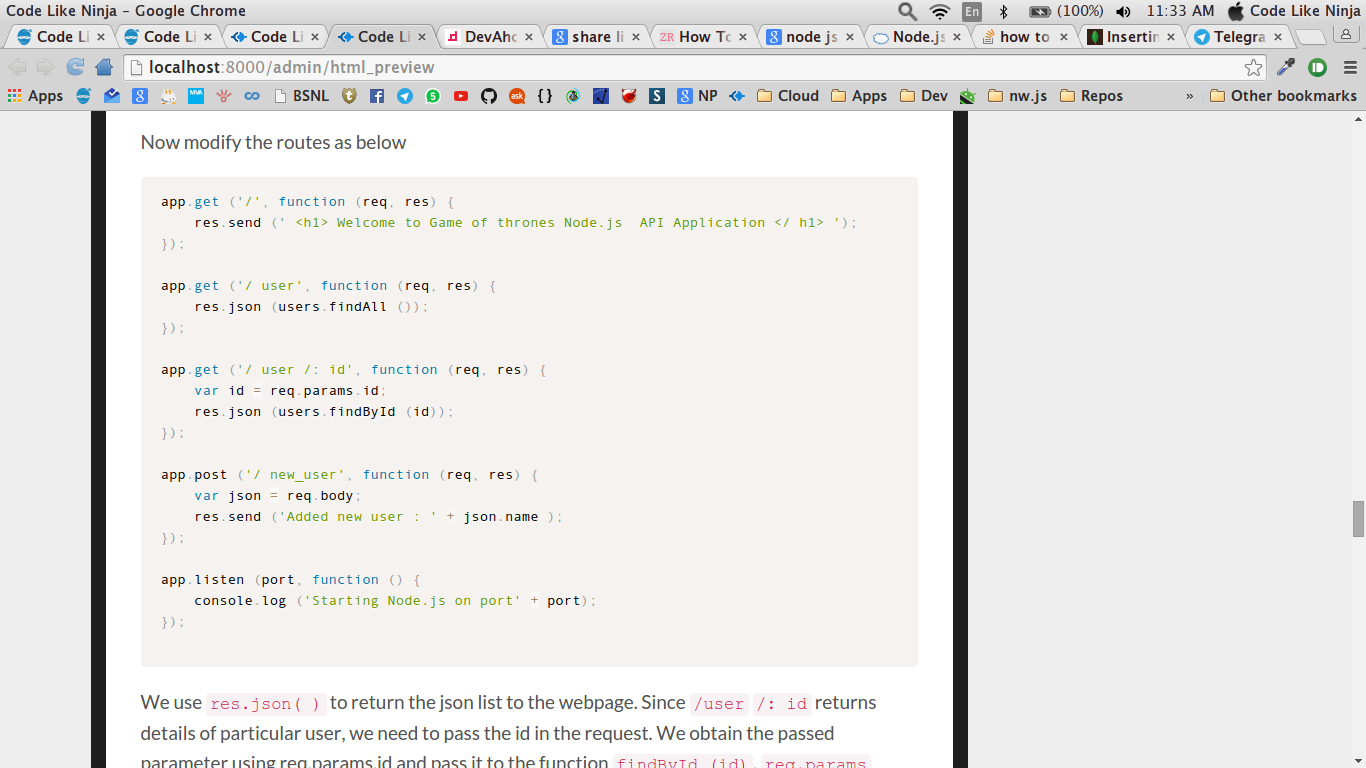 Code Like Ninja - Google Chrome
En
(100%)
11:33 AM
Code Like Ninja
Code Li
Code Li
Code Li
Code Li
DevAho
share li
ZR How To
node js
Node.js
how to
Insertin
Telegra
localhost:8000/admin/html_preview
Apps
BSNL
NP
Cloud
Apps
Dev
nw.js
Repos
»
Other bookmarks
Now modify the routes as below
app.get ('/', function (req, res) {
res.send (' <h1> Welcome to Game of thrones Node.js  API Application </ h1> ');
});
app.get ('/ user', function (req, res) {
res.json (users.findAll ());
});
app.get ('/ user /: id', function (req, res) {
var id = req.params.id;
res.json (users.findById (id));
});
app.post ('/ new_user', function (req, res) {
var json = req.body;
res.send ('Added new user : ' + json.name );
});
app.listen (port, function () {
console.log ('Starting Node.js on port' + port);
});
We use res.json( ) to return the json list to the webpage. Since /user /: id returns
details of particular user, we need to pass the id in the request. We obtain the passed
parameter using req.params.id and pass it to the function findById (id). req.params